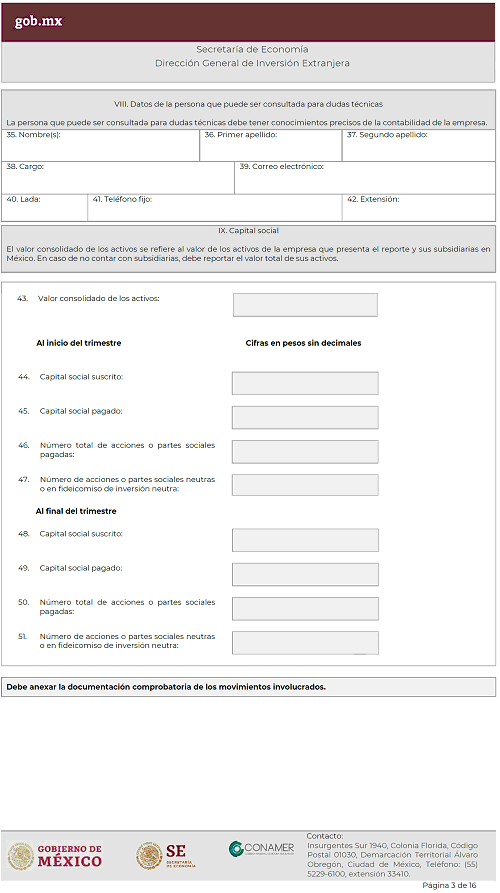 gob.mx
Secretaría de Economía
Dirección General de Inversión Extranjera
VIII. Datos de la persona que puede ser consultada para dudas técnicas
La persona que puede ser consultada para dudas técnicas debe tener conocimientos precisos de la contabilidad de la empresa.
35. Nombre(s):
36. Primer apellido:
37. Segundo apellido:
38. Cargo:
39. Correo electrónico:
40. Lada:
41. Teléfono fijo:
42. Extensión:
IX. Capital social
El valor consolidado de los activos se refiere al valor de los activos de la empresa que presenta el reporte y sus subsidiarias en
México. En caso de no contar con subsidiarias, debe reportar el valor total de sus activos.
43. Valor consolidado de los activos:
Al inicio del trimestre
Cifras en pesos sin decimales
44. Capital social suscrito:
45. Capital social pagado:
46. Número total de acciones o partes sociales
pagadas:
47. Número de acciones o partes sociales neutras
o en fideicomiso de inversión neutra:
Al final del trimestre
48. Capital social suscrito:
49. Capital social pagado:
50. Número total de acciones o partes sociales
pagadas:
51. Número de acciones o partes sociales neutras
o en fideicomiso de inversión neutra:
Debe anexar la documentación comprobatoria de los movimientos involucrados.
GOBIERNO DE
MÉXICO
SE
SECRETARÍA
DE ECONOMÍA
CONAMER
Contacto:
Insurgentes Sur 1940, Colonia Florida, Código
Postal 01030, Demarcación Territorial Álvaro
Obregón, Ciudad de México, Teléfono: (55)
5229-6100, extensión 33410.
Página 3 de 16